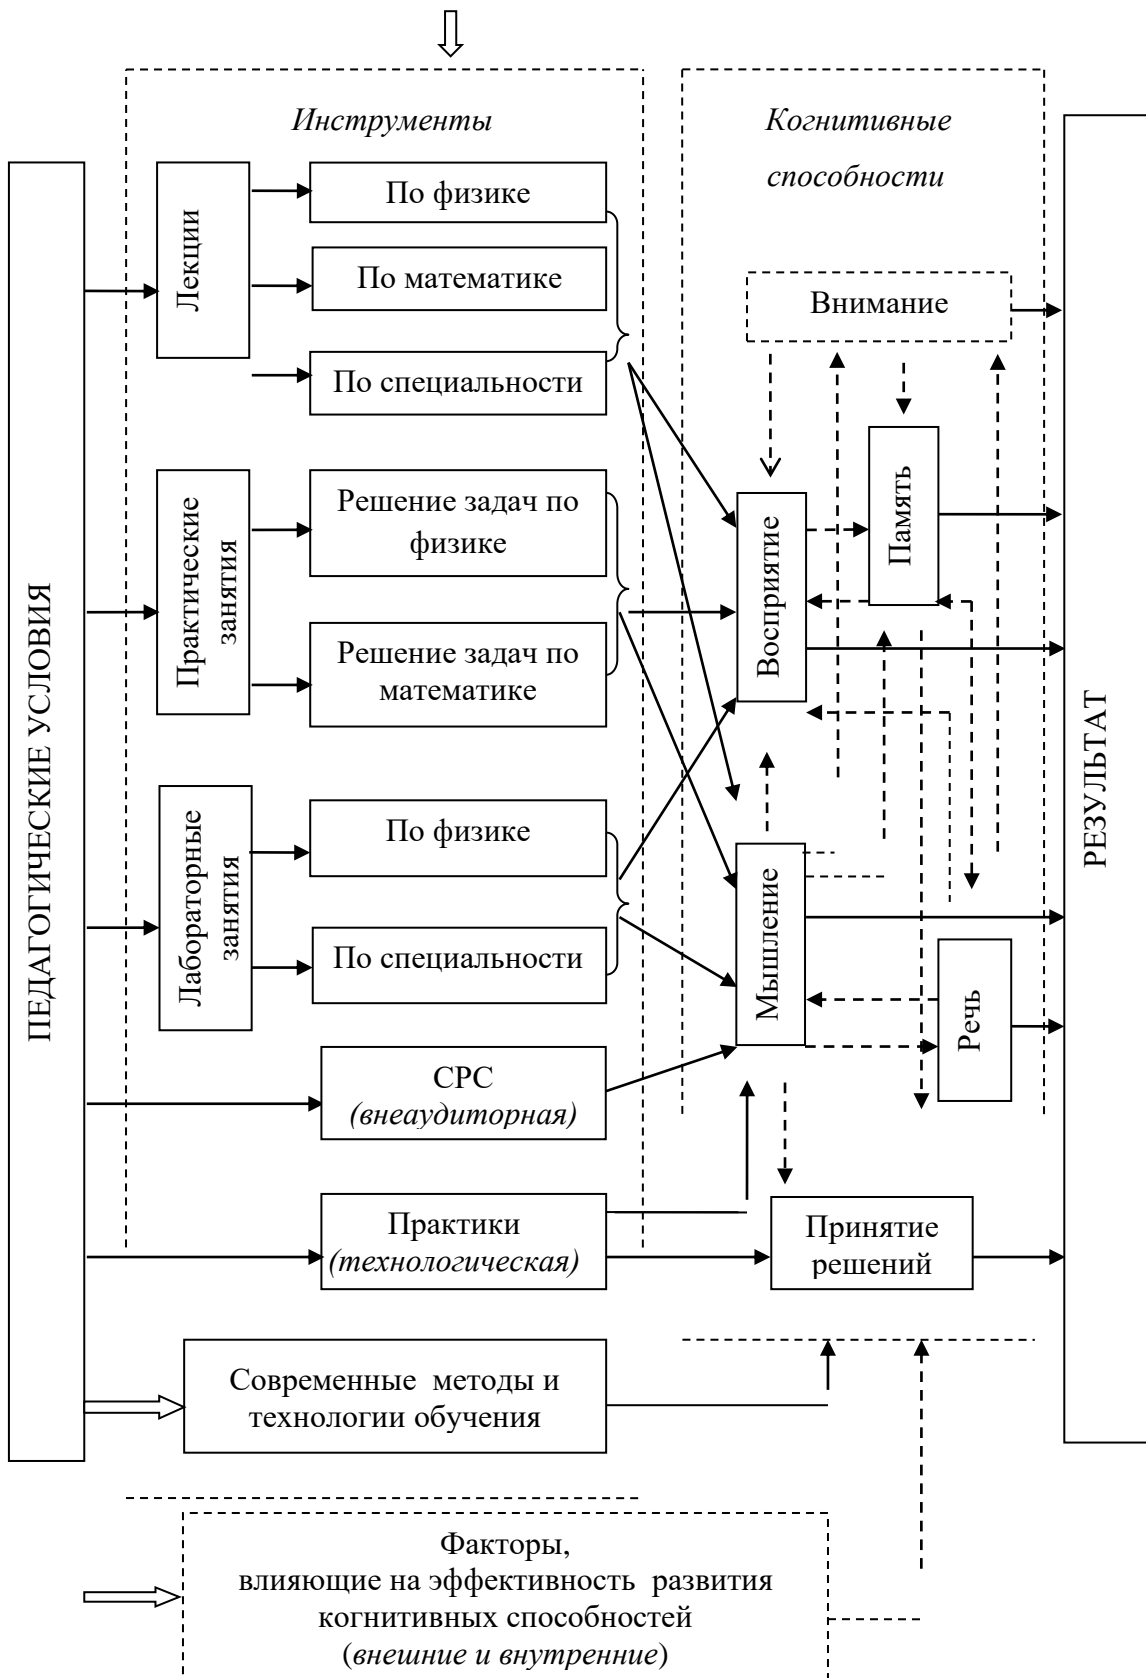 Инструменты
Когнитивные
способности
ПЕДАГОГИЧЕСКИЕ УСЛОВИЯ
Лекции
По физике
По математике
По специальности
Практические
занятия
Решение задач по
физике
Решение задач по
математике
Лабораторные
занятия
По физике
По специальности
СРС
(внеаудиторная)
Практики
(технологическая)
Современные методы и
технологии обучения
Факторы,
влияющие на эффективность развития
когнитивных способностей
(внешние и внутренние)
Внимание
Память
Восприятие
Мышление
Речь
Принятие
решений
РЕЗУЛЬТАТ